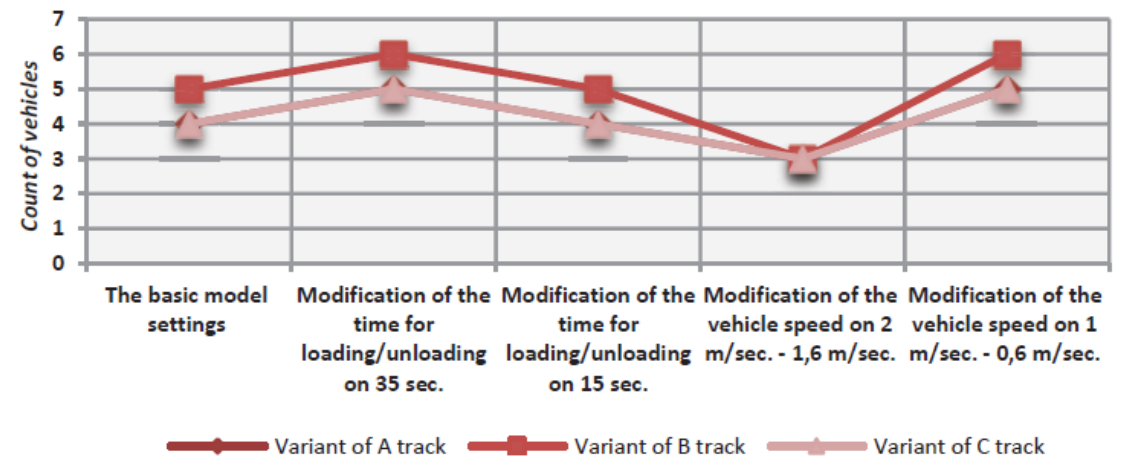 7
6
5
4
3
2
1
0
Count of vehicles
The basic model
settings
Modification of the
time for
loading/unloading
on 35 sec.
Modification of the
time for
loading/unloading
on 15 sec.
Modification of the
vehicle speed on 2
m/sec. - 1,6 m/sec.
Modification of the
vehicle speed on 1
m/sec. - 0,6 m/sec.
Variant of A track
Variant of B track
Variant of C track